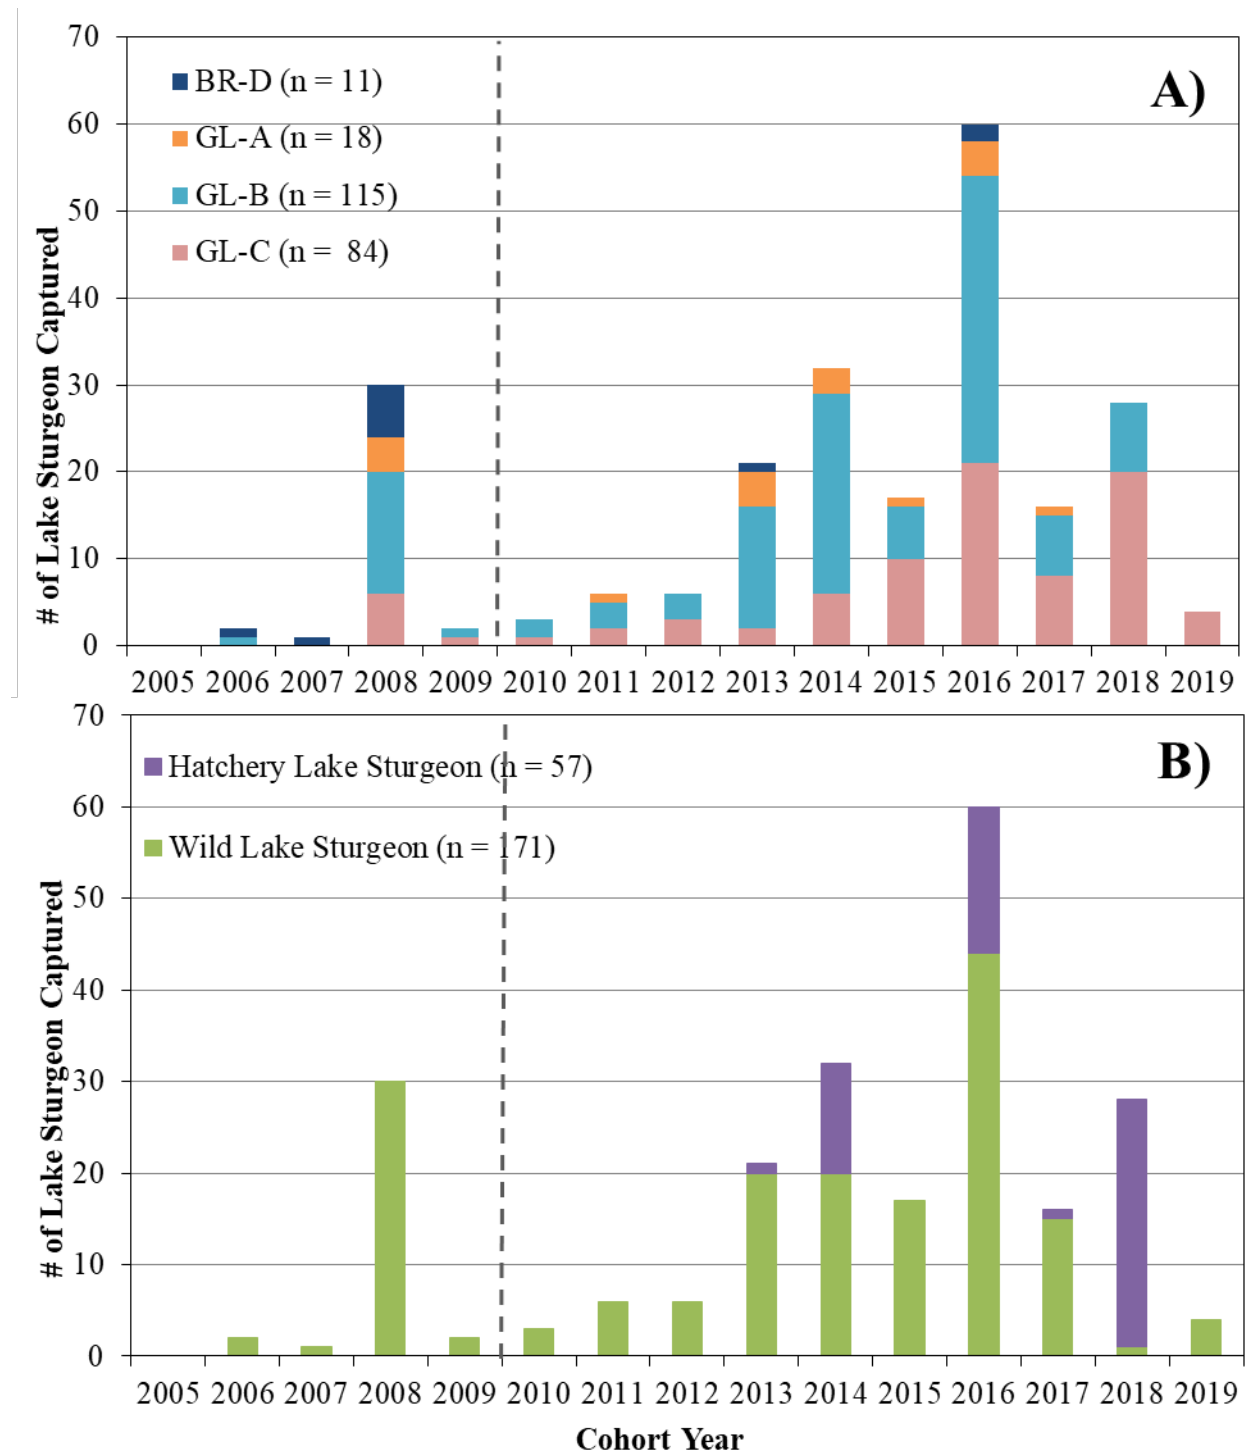 # of Lake Sturgeon Captured
70
60
50
40
30
20
10
0
BR-D (n = 11)
GL-A (n = 18)
GL-B (n = 115)
GL-C (n =  84)
A)
2005 2006 2007 2008 2009 2010 2011 2012 2013 2014 2015 2016 2017 2018 2019
# of Lake Sturgeon Captured
70
60
50
40
30
20
10
0
Hatchery Lake Sturgeon (n = 57)
Wild Lake Sturgeon (n = 171)
B)
2005 2006 2007 2008 2009 2010 2011 2012 2013 2014 2015 2016 2017 2018 2019
Cohort Year